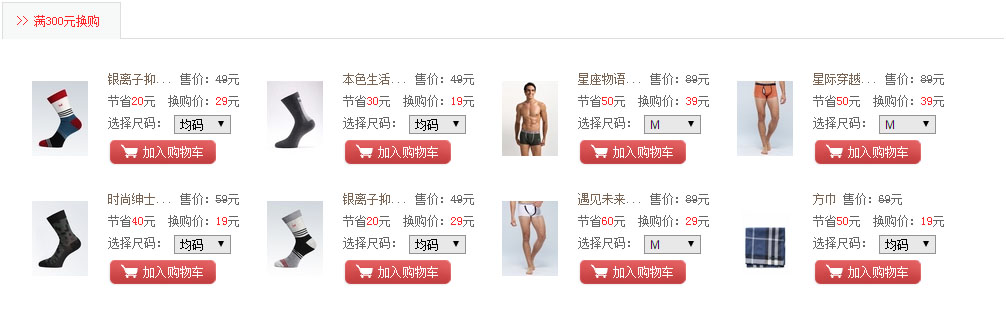 >> 满300元换购
银离子抑... 售价：49元
节省20元 换购价：29元
选择尺码： 均码
加入购物车
本色生活... 售价：49元
节省30元 换购价：19元
选择尺码： 均码
加入购物车
星座物语... 售价：89元
节省50元 换购价：39元
选择尺码： M
加入购物车
星际穿越... 售价：89元
节省50元 换购价：39元
选择尺码： M
加入购物车
时尚绅士... 售价：59元
节省40元 换购价：19元
选择尺码： 均码
加入购物车
银离子抑... 售价：49元
节省20元 换购价：29元
选择尺码： 均码
加入购物车
遇见未来... 售价：89元
节省60元 换购价：29元
选择尺码： M
加入购物车
方巾 售价：69元
节省50元 换购价：19元
选择尺码： 均码
加入购物车